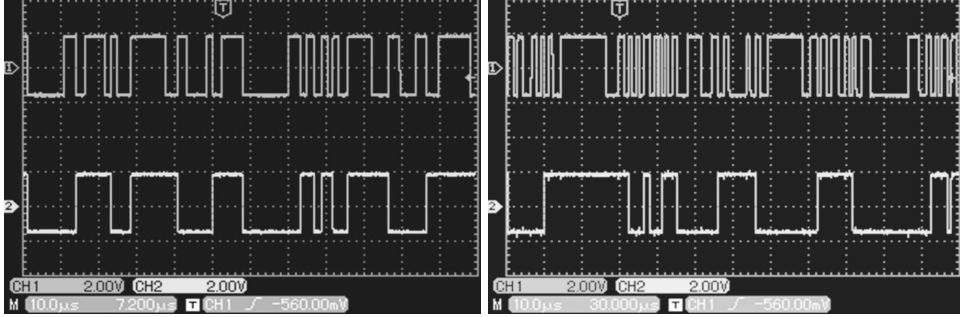 T
1
2
CH1 2.00V CH2 2.00V
M 10.0µs 7.200µs T CH1 -560.00mV
T
1
2
CH1 2.00V CH2 2.00V
M 10.0µs 30.000µs T CH1 -560.00mV